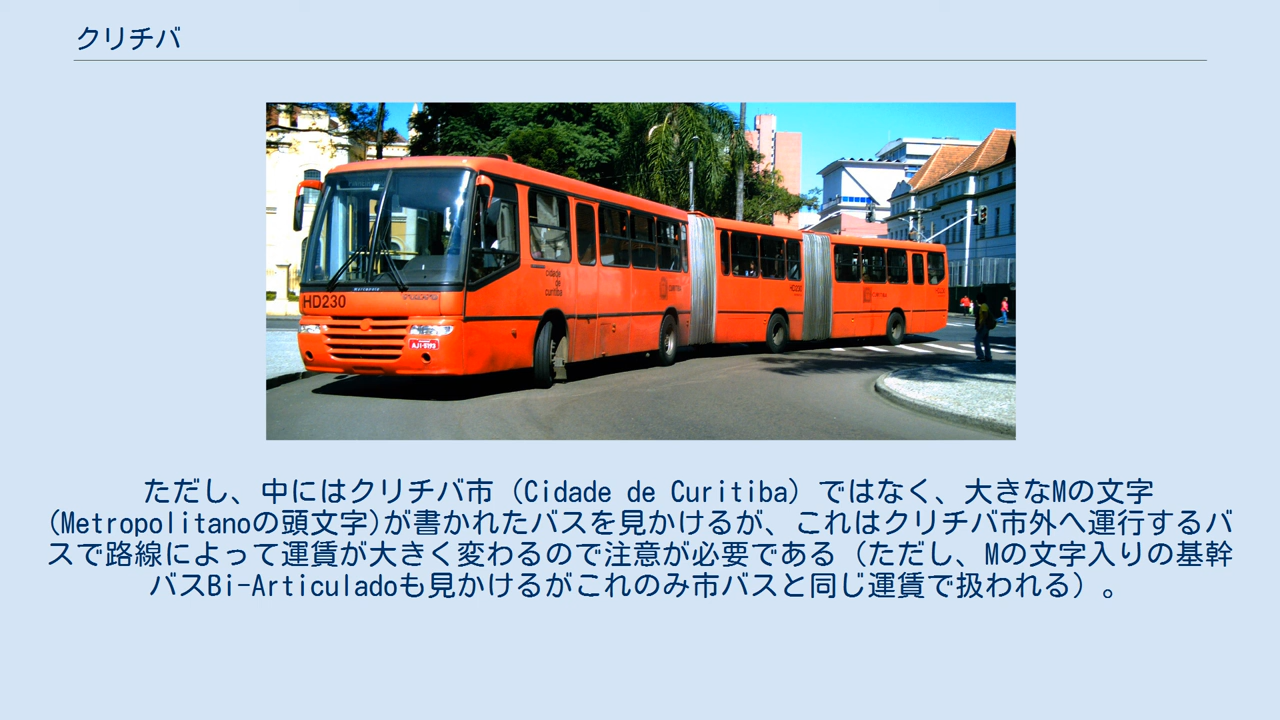 クリチバ
HD230
cidade
de
curitiba
HD230
ただし、中にはクリチバ市（Cidade de Curitiba）ではなく、大きなMの文字
(Metropolitanoの頭文字)が書かれたバスを見かけるが、これはクリチバ市外へ運行するバ
スで路線によって運賃が大きく変わるので注意が必要である（ただし、Mの文字入りの基幹
バスBi-Articuladoも見かけるがこれのみ市バスと同じ運賃で扱われる）。